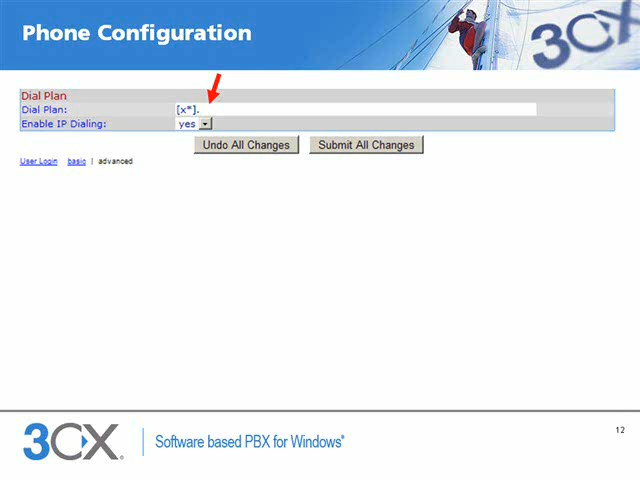 Phone Configuration
3CX
Dial Plan
Dial Plan: [x*].
Enable IP Dialing: yes
Undo All Changes Submit All Changes
User Login basic | advanced
12
3CX® Software based PBX for Windows®